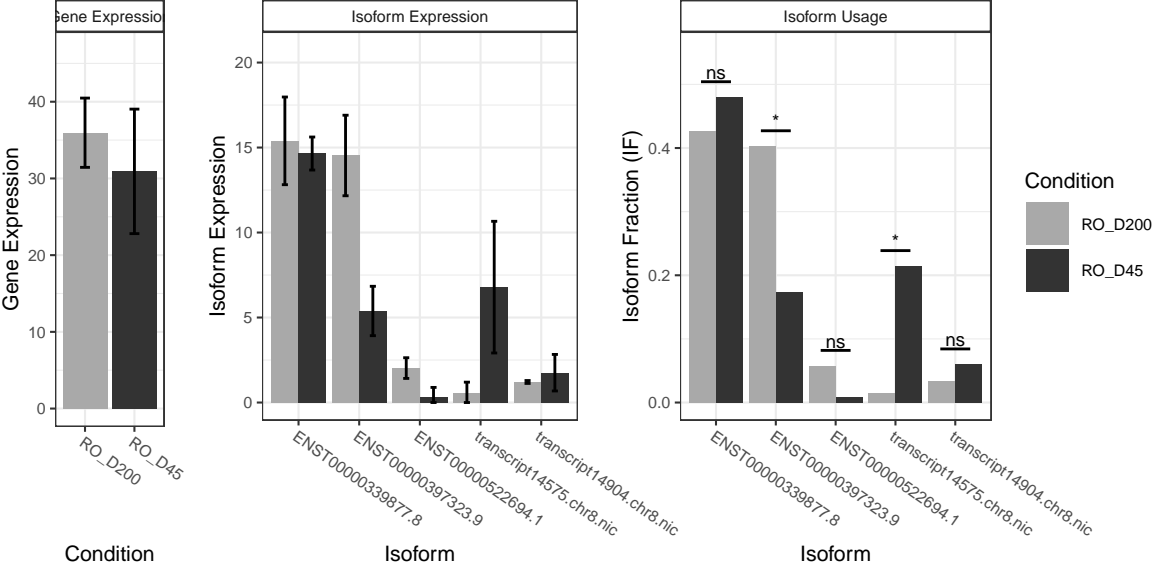 Gene Expression
Isoform Expression
Isoform Usage
Gene Expression
40
30
20
10
0
RO_D200
RO_D45
Condition
Isoform Expression
20
15
10
5
0
ENST00000339877.8
ENST00000397323.9
ENST00000522694.1
transcript14575.chr8.nic
transcript14904.chr8.nic
Isoform
Isoform Fraction (IF)
0.4
0.2
0.0
ns
*
ns
*
ns
ENST00000339877.8
ENST00000397323.9
ENST00000522694.1
transcript14575.chr8.nic
transcript14904.chr8.nic
Isoform
Condition
RO_D200
RO_D45